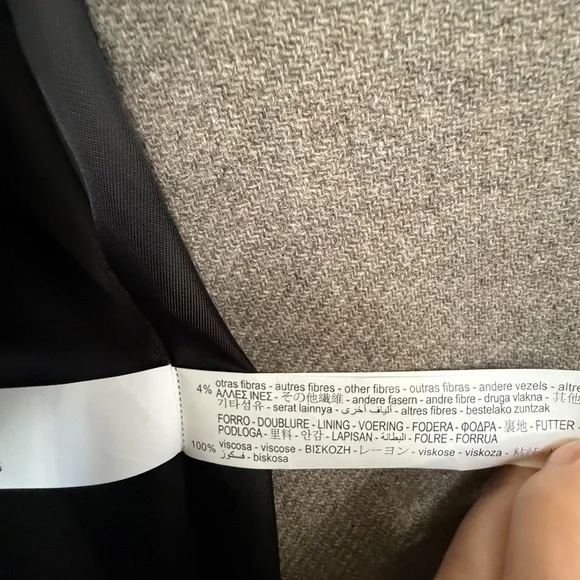 4% otras fibras - autres fibres - other fibres - outras fibras - andere vezels - altre
ΑΛΛΕΣ ΙΝΕΣ - その他繊維 - andere fasern - andre fibre - druga vlakna - 其他
기타섬유 - serat lainnya - ألياف أخرى - altres fibres - bestelako zuntzak
FORRO - DOUBLURE - LINING - VOERING - FODERA - ΦΟΔΡΑ - 裏地 - FUTTER -
PODLOGA - 里料 - 안감 - LAPISAN - البطانة - FOLRE - FORRUA
100% viscosa - viscose - ΒΙΣΚΟΖΗ - レーヨン - viskose - viskoza - 粘纤
فسكوز - biskosa